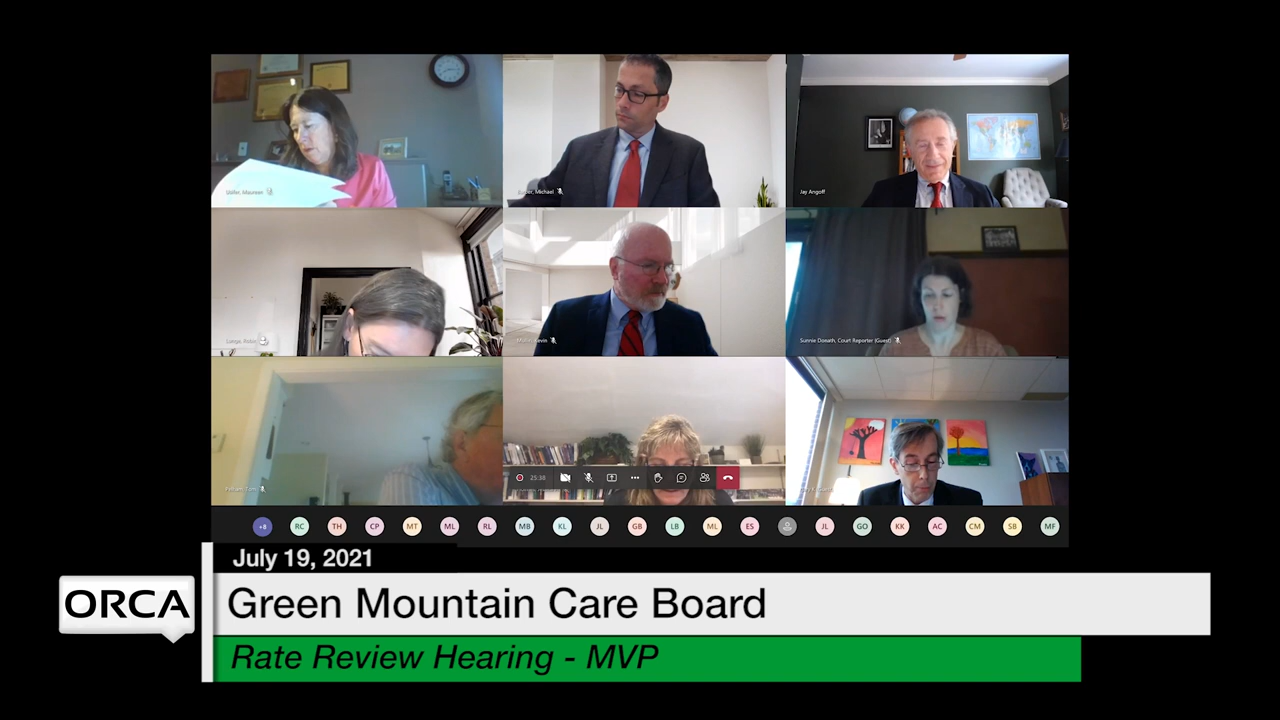 Jay Angoff
Sunnie Donath, Court Reporter (Guest)
25:38
+8 RC TH CP MT ML RL MB KL JL GB LB ML ES JL GO KK AC CM SB MF
July 19, 2021
ORCA
Green Mountain Care Board
Rate Review Hearing - MVP